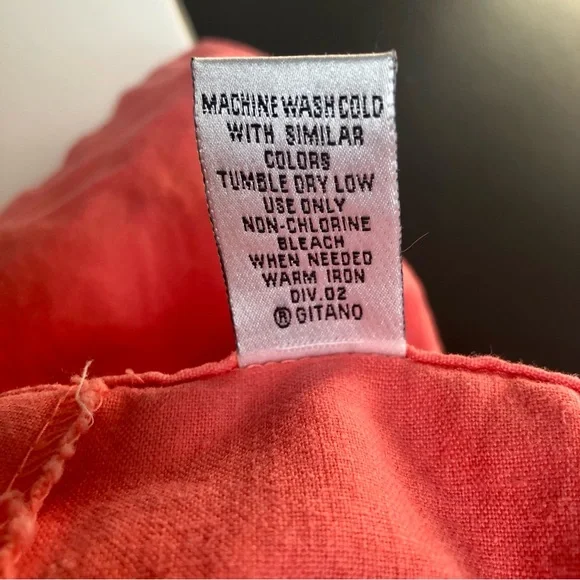 MACHINE WASH COLD
WITH SIMILAR
COLORS
TUMBLE DRY LOW
USE ONLY
NON-CHLORINE
BLEACH
WHEN NEEDED
WARM IRON
DIV.02
® GITANO